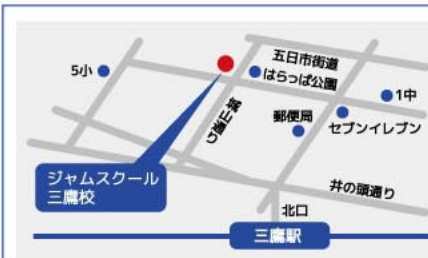 五日市街道
はらっぱ公園
5小
1中
城山通り
郵便局
セブンイレブン
ジャムスクール
三鷹校
井の頭通り
北口
三鷹駅